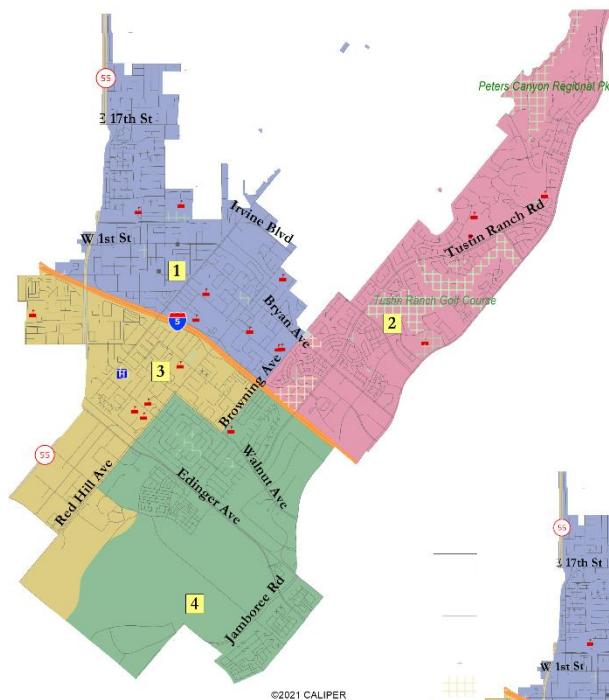 55
Peters Canyon Regional Pk
E 17th St
Irvine Blvd
Tustin Ranch Rd
W 1st St
1
Bryan Ave
Tustin Ranch Golf Course
5
2
3
H
Browning Ave
55
Walnut Ave
Red Hill Ave
Edinger Ave
55
E 17th St
4
Jamboree Rd
W 1st St
©2021 CALIPER